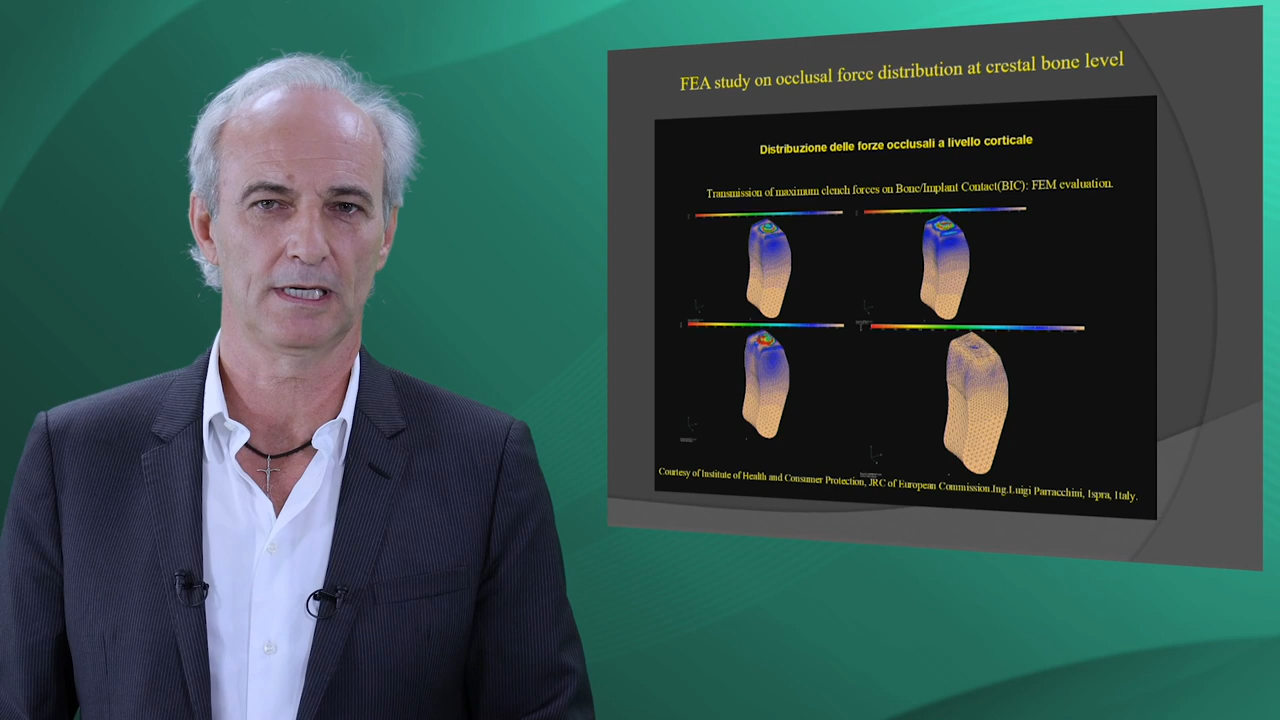 FEA study on occlusal force distribution at crestal bone level
Distribuzione delle forze occlusali a livello corticale
Transmission of maximum clench forces on Bone/Implant Contact(BIC): FEM evaluation.
Courtesy of Institute of Health and Consumer Protection, JRC of European Commission.Ing.Luigi Parracchini, Ispra, Italy.